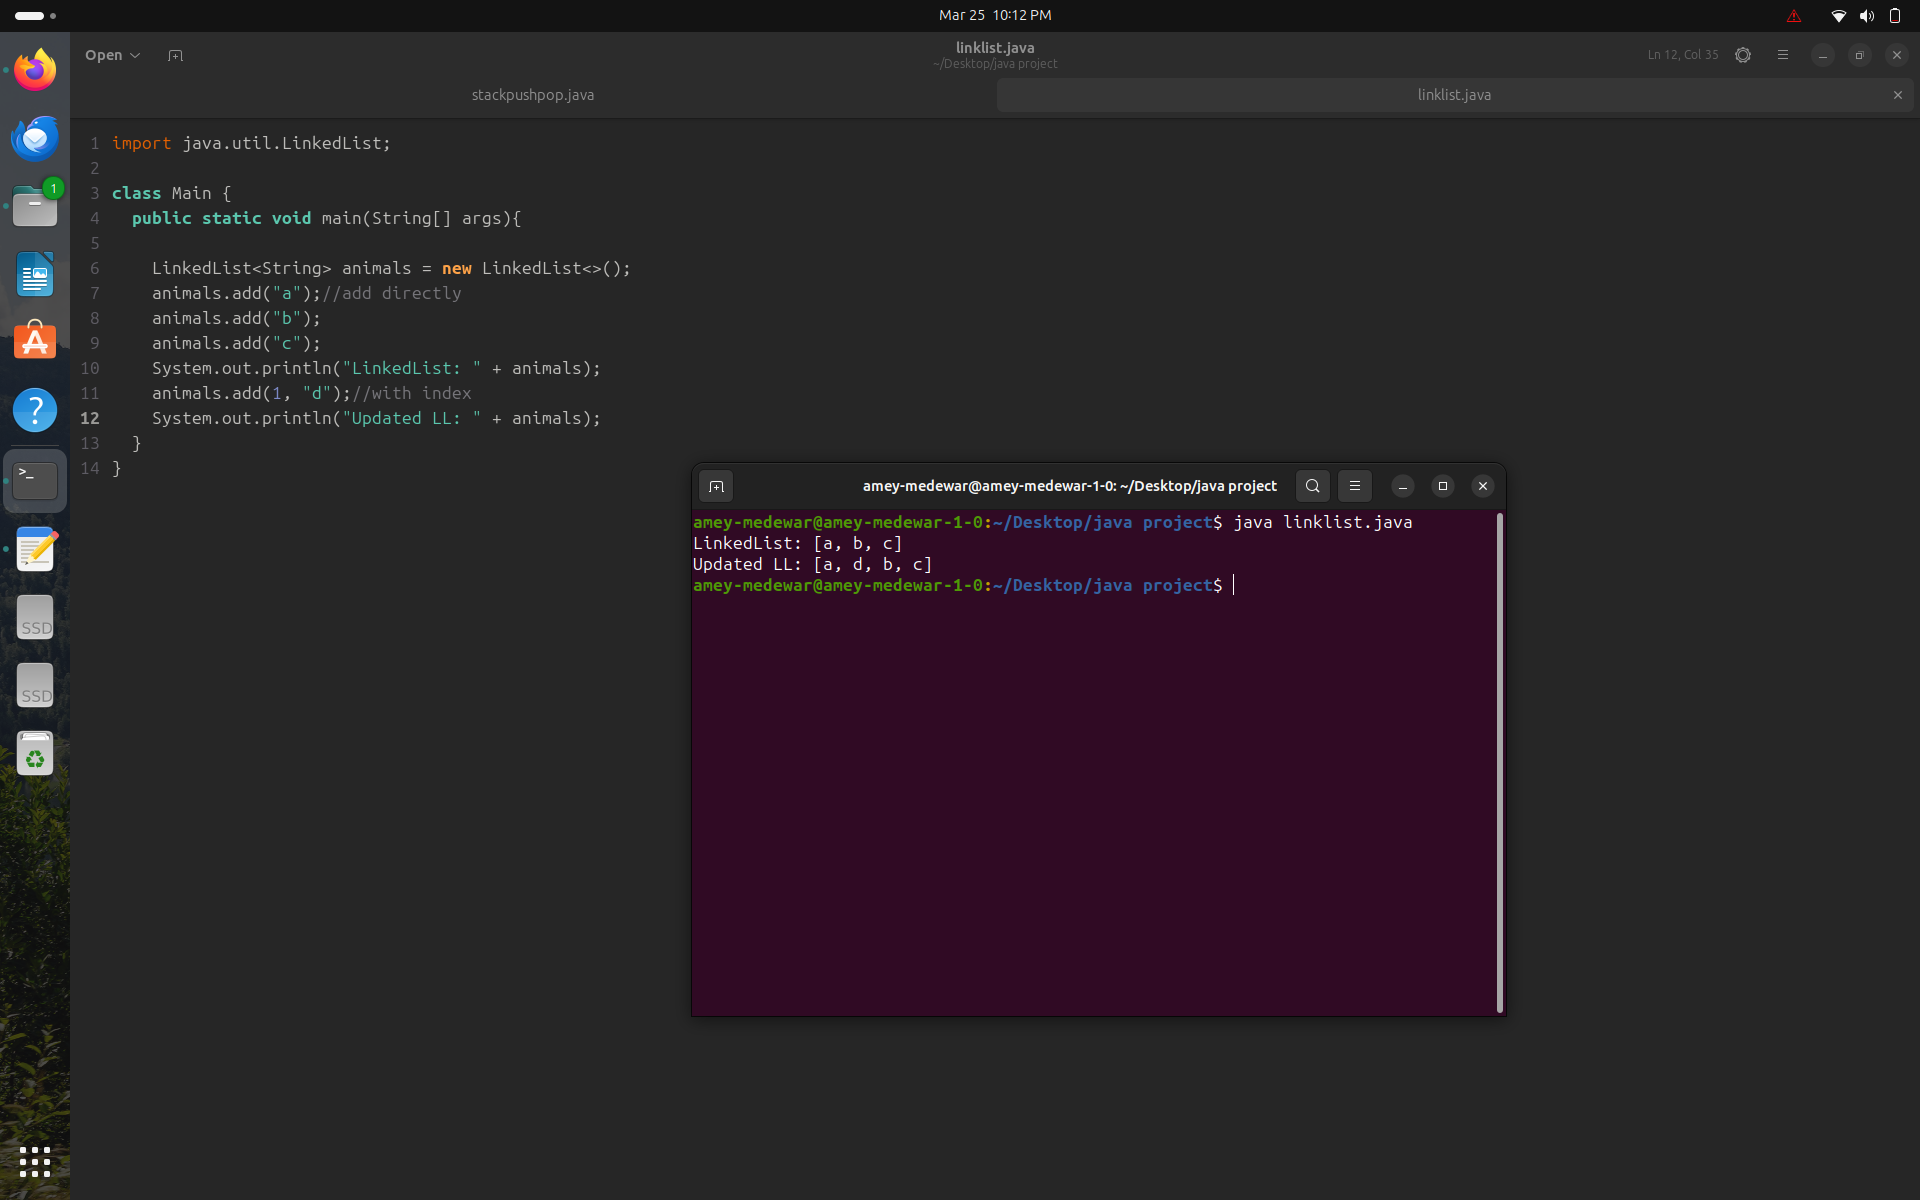 Mar 25 10:12 PM
Open
linklist.java
~/Desktop/java project
Ln 12, Col 35
stackpushpop.java
linklist.java
1 import java.util.LinkedList;
2
3 class Main {
4 public static void main(String[] args){
5
6 LinkedList<String> animals = new LinkedList<>();
7 animals.add("a");//add directly
8 animals.add("b");
9 animals.add("c");
10 System.out.println("LinkedList: " + animals);
11 animals.add(1, "d");//with index
12 System.out.println("Updated LL: " + animals);
13 }
14 }
1
>_
SSD
SSD
amey-medewar@amey-medewar-1-0: ~/Desktop/java project
amey-medewar@amey-medewar-1-0:~/Desktop/java project$ java linklist.java
LinkedList: [a, b, c]
Updated LL: [a, d, b, c]
amey-medewar@amey-medewar-1-0:~/Desktop/java project$